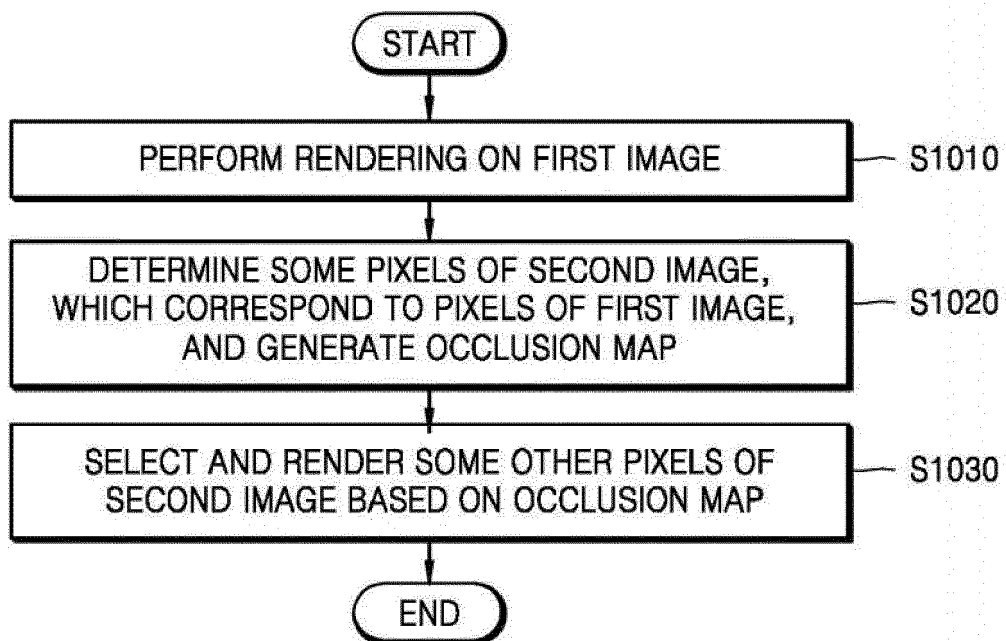 START
PERFORM RENDERING ON FIRST IMAGE
S1010
DETERMINE SOME PIXELS OF SECOND IMAGE,
WHICH CORRESPOND TO PIXELS OF FIRST IMAGE,
AND GENERATE OCCLUSION MAP
S1020
SELECT AND RENDER SOME OTHER PIXELS OF
SECOND IMAGE BASED ON OCCLUSION MAP
S1030
END